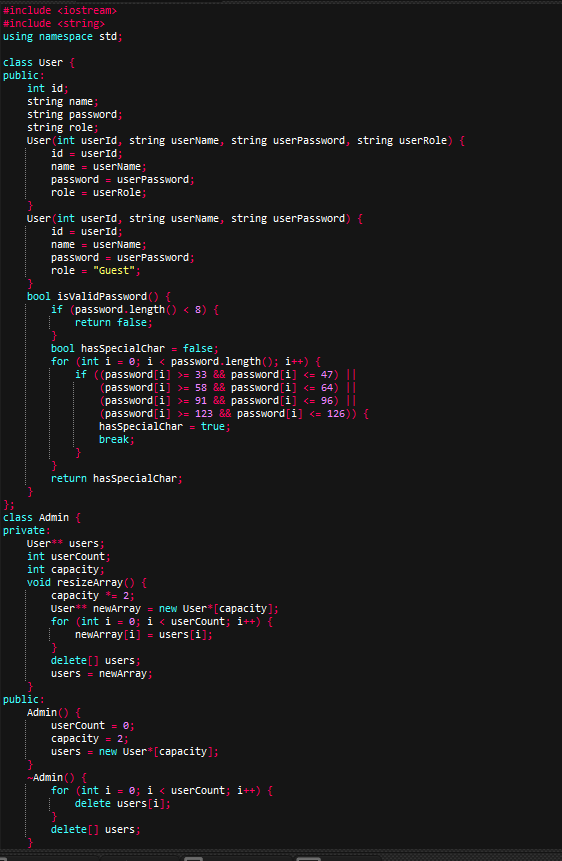 #include <iostream>
#include <string>
using namespace std;

class User {
public:
    int id;
    string name;
    string password;
    string role;
    User(int userId, string userName, string userPassword, string userRole) {
        id = userId;
        name = userName;
        password = userPassword;
        role = userRole;
    }
    User(int userId, string userName, string userPassword) {
        id = userId;
        name = userName;
        password = userPassword;
        role = "Guest";
    }
    bool isValidPassword() {
        if (password.length() < 8) {
            return false;
        }
        bool hasSpecialChar = false;
        for (int i = 0; i < password.length(); i++) {
            if ((password[i] >= 33 && password[i] <= 47) ||
                (password[i] >= 58 && password[i] <= 64) ||
                (password[i] >= 91 && password[i] <= 96) ||
                (password[i] >= 123 && password[i] <= 126)) {
                hasSpecialChar = true;
                break;
            }
        }
        return hasSpecialChar;
    }
};
class Admin {
private:
    User** users;
    int userCount;
    int capacity;
    void resizeArray() {
        capacity *= 2;
        User** newArray = new User*[capacity];
        for (int i = 0; i < userCount; i++) {
            newArray[i] = users[i];
        }
        delete[] users;
        users = newArray;
    }
public:
    Admin() {
        userCount = 0;
        capacity = 2;
        users = new User*[capacity];
    }
    ~Admin() {
        for (int i = 0; i < userCount; i++) {
            delete users[i];
        }
        delete[] users;
    }